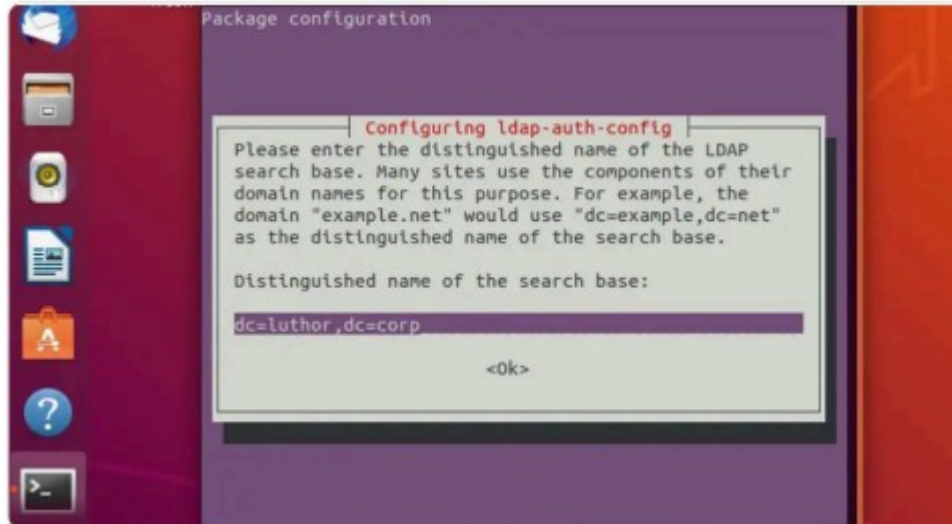 Package configuration
Configuring ldap-auth-config
Please enter the distinguished name of the LDAP
search base. Many sites use the components of their
domain names for this purpose. For example, the
domain "example.net" would use "dc=example,dc=net"
as the distinguished name of the search base.
Distinguished name of the search base:
dc=luthor,dc=corp
<Ok>